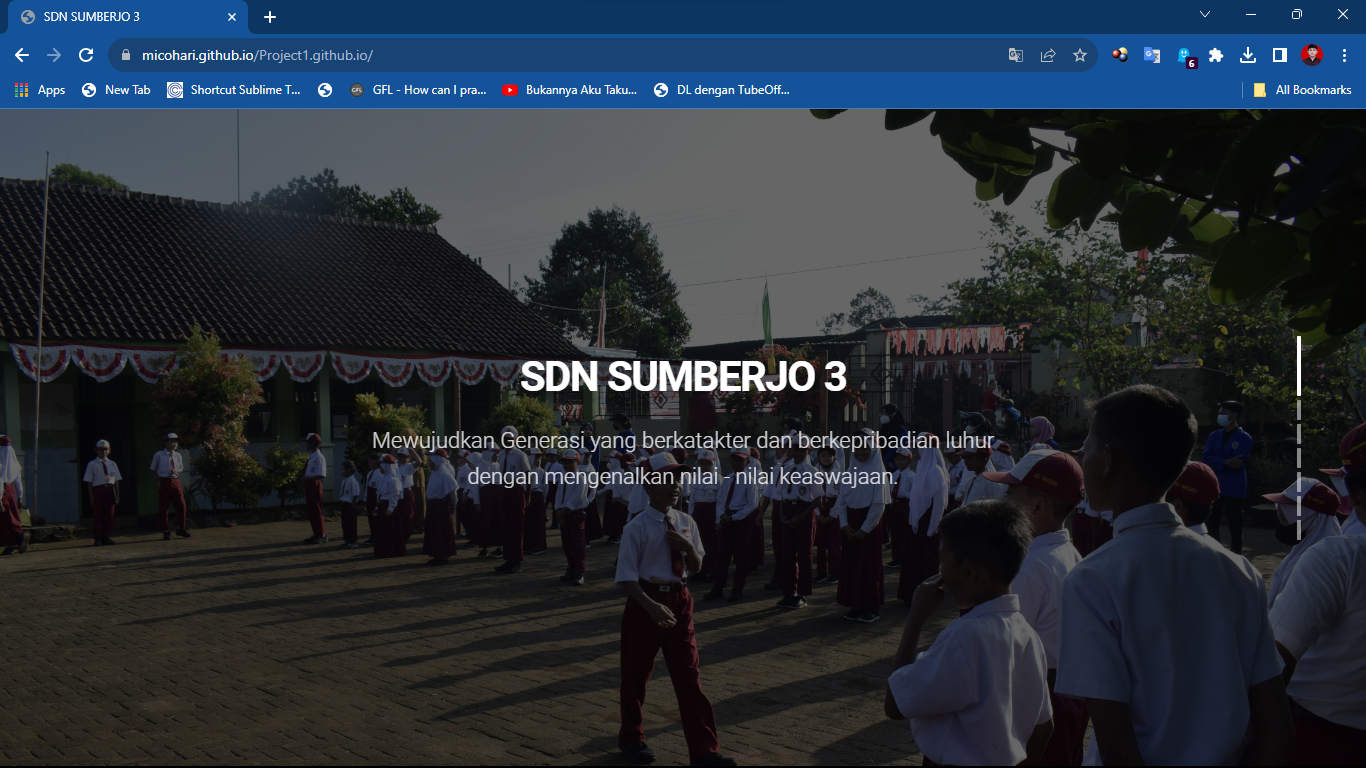 SDN SUMBERJO 3
micohari.github.io/Project1.github.io/
6
Apps
New Tab
Shortcut Sublime T...
GFL
GFL - How can I pra...
Bukannya Aku Taku...
DL dengan TubeOff...
All Bookmarks
SDN SUMBERJO 3
Mewujudkan Generasi yang berkatakter dan berkepribadian luhur
dengan mengenalkan nilai - nilai keaswajaan.